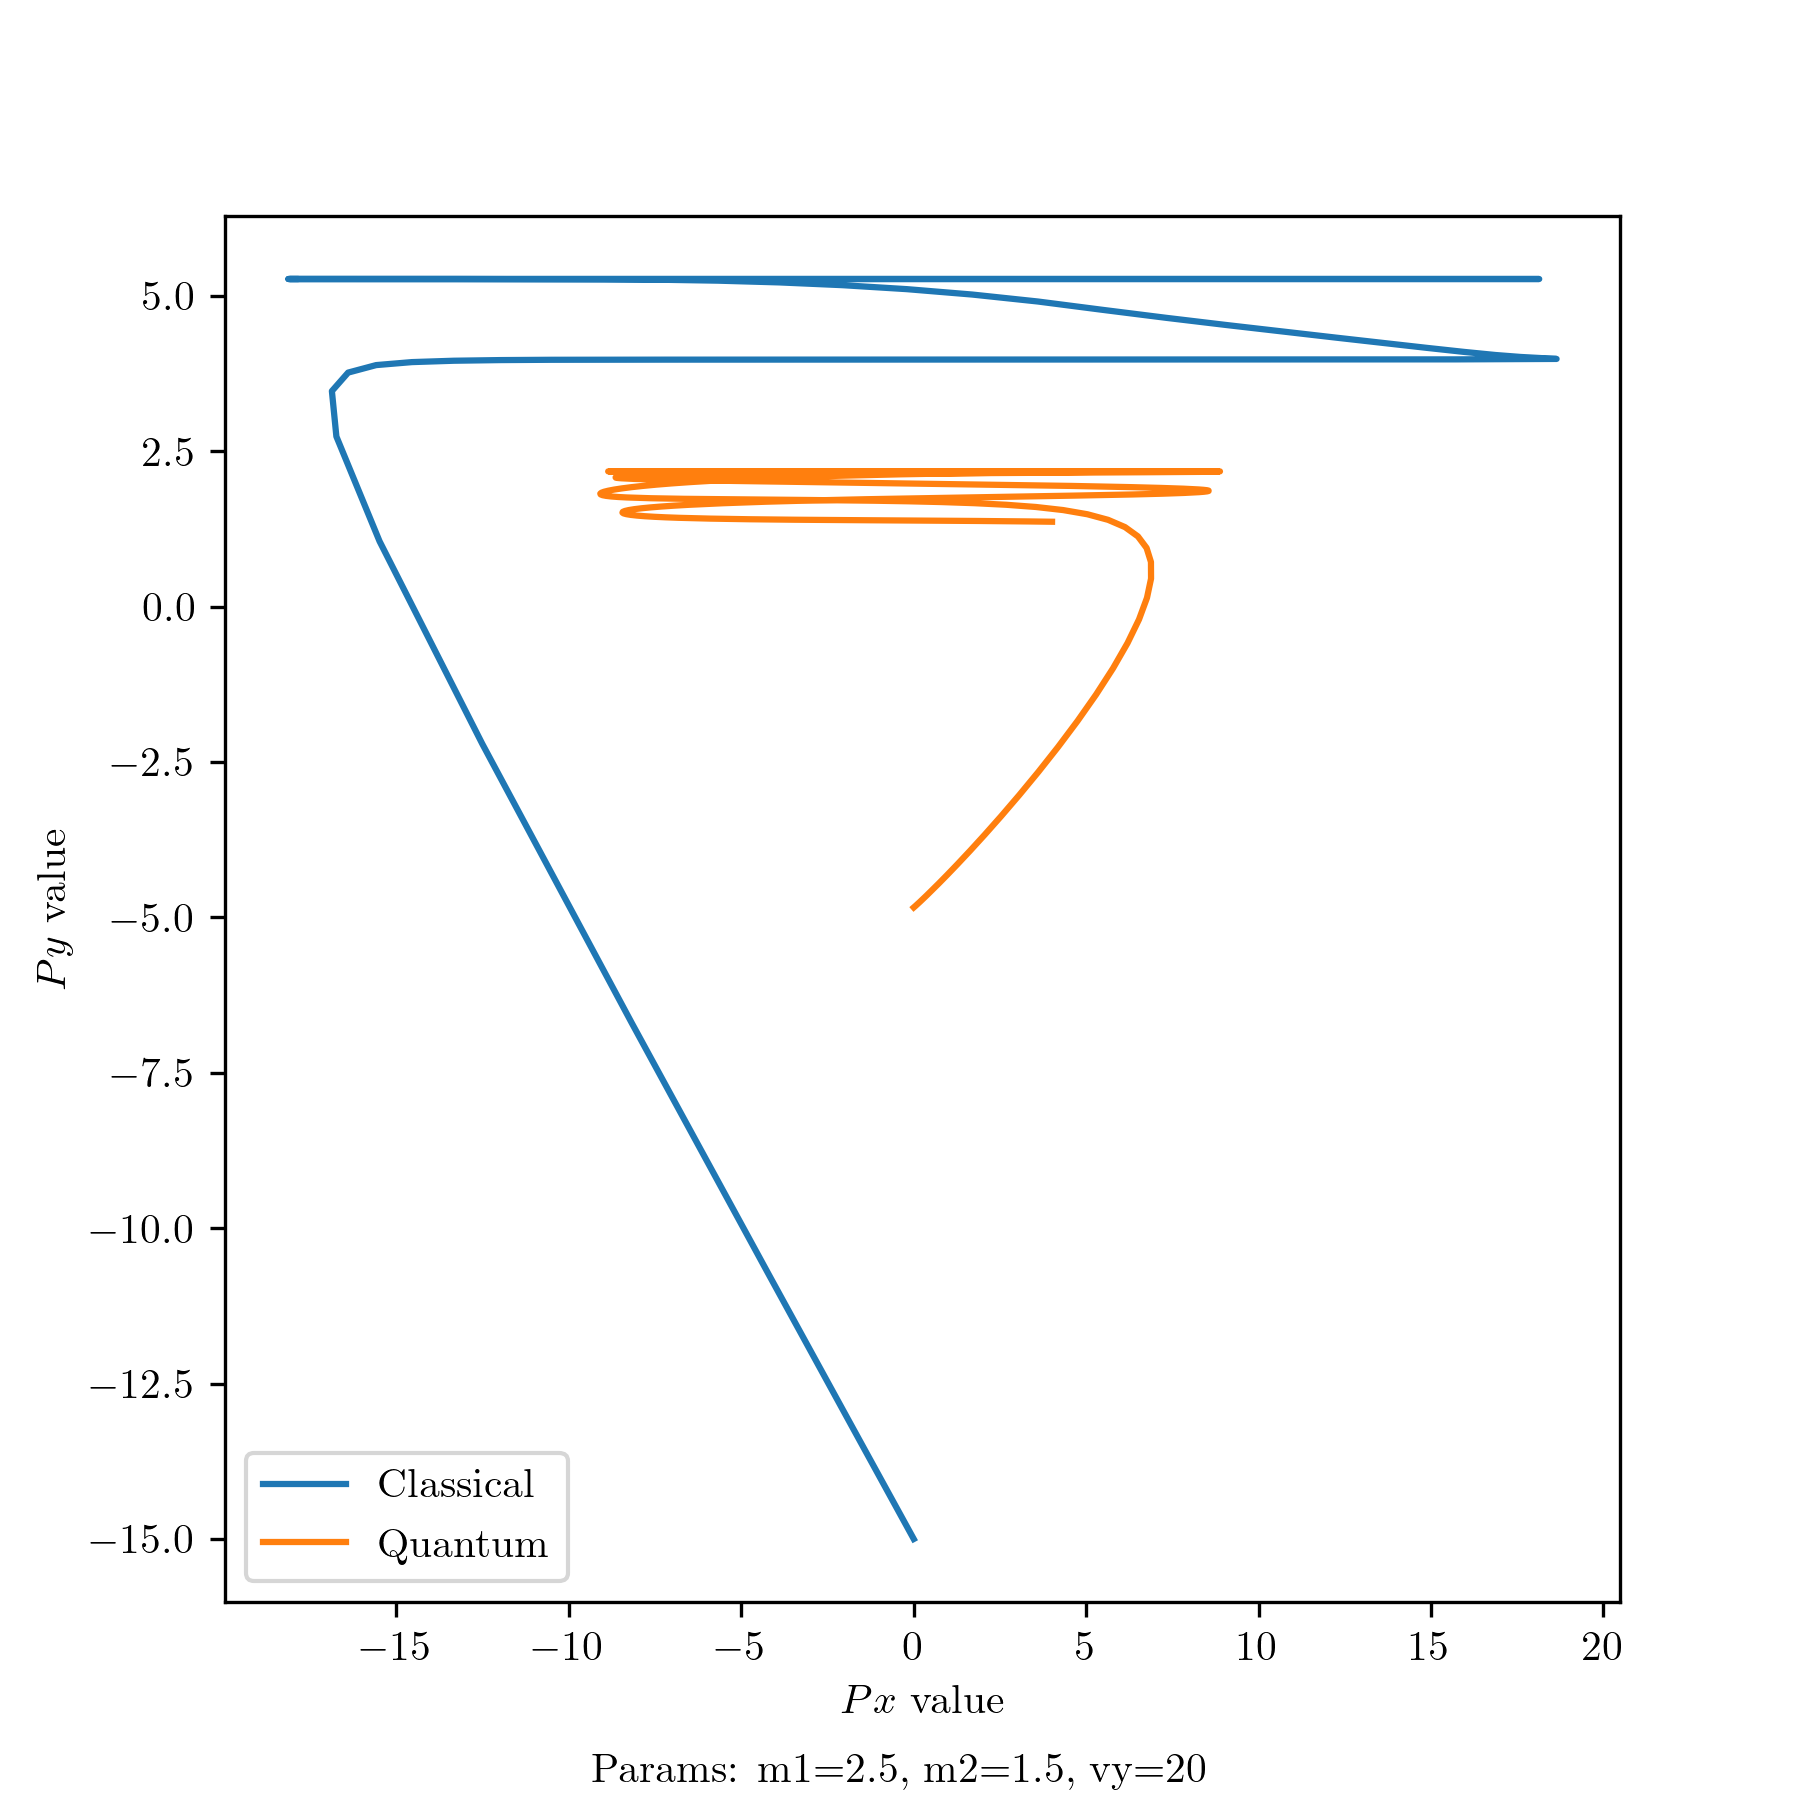 5.0
2.5
0.0
−2.5
−5.0
−7.5
−10.0
−12.5
−15.0
Py value
Classical
Quantum
−15 −10 −5 0 5 10 15 20
Px value
Params: m1=2.5, m2=1.5, vy=20